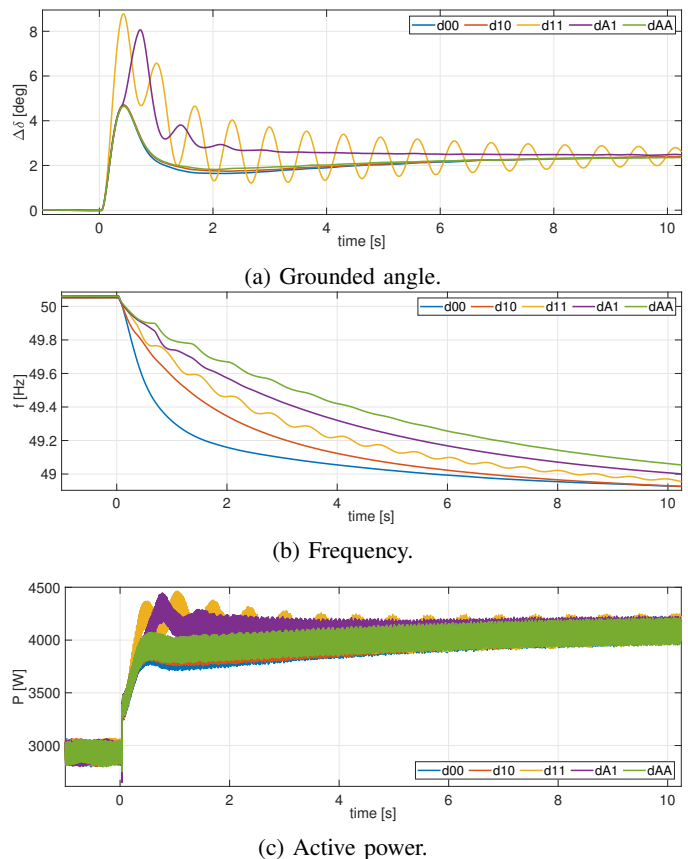 d00 d10 d11 dA1 dAA
8
6
4
2
0
Δδ [deg]
0 2 4 6 8 10
time [s]
(a) Grounded angle.
d00 d10 d11 dA1 dAA
50
49.8
49.6
49.4
49.2
49
f [Hz]
0 2 4 6 8 10
time [s]
(b) Frequency.
4500
4000
3500
3000
P [W]
d00 d10 d11 dA1 dAA
0 2 4 6 8 10
time [s]
(c) Active power.